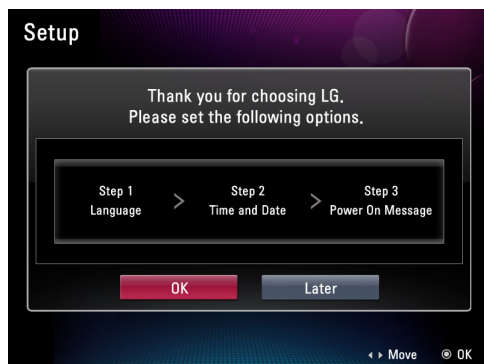 Setup
Thank you for choosing LG.
Please set the following options.
Step 1
Language
>
Step 2
Time and Date
>
Step 3
Power On Message
OK
Later
Move
OK